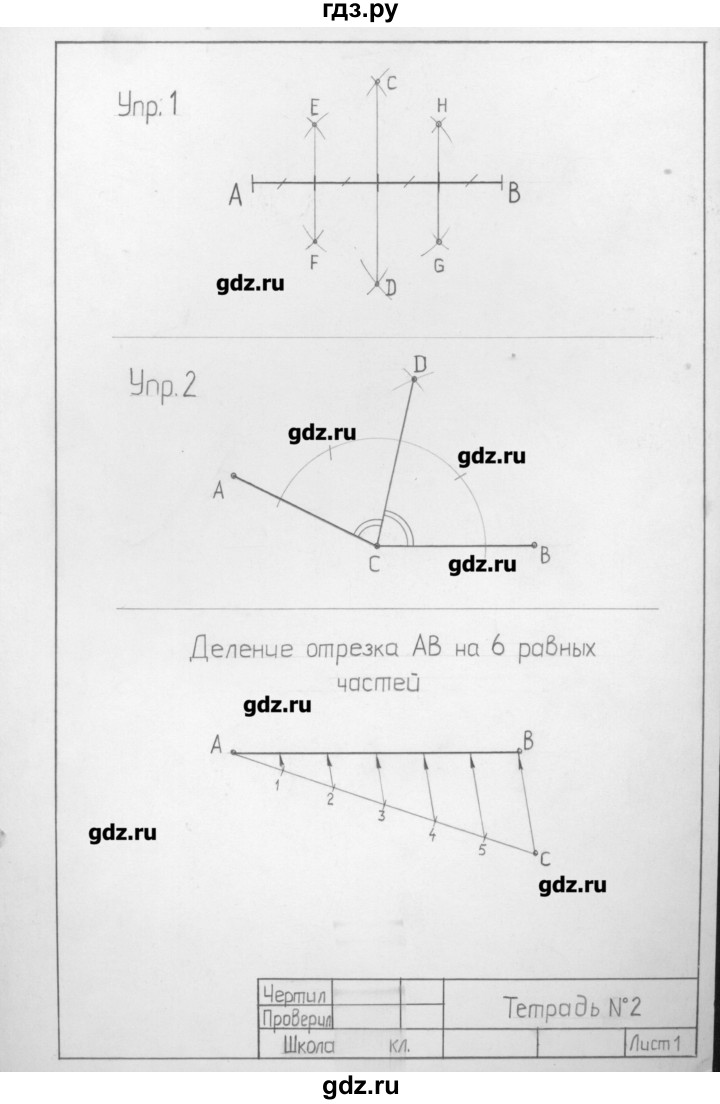 гдз.ру
Упр. 1
E
C
H
A
B
F
D
G
gdz.ru
Упр. 2
D
gdz.ru
gdz.ru
A
C
B
gdz.ru
Деление отрезка АВ на 6 равных
частей
gdz.ru
A
B
1
2
3
4
5
C
gdz.ru
gdz.ru
Чертил
Проверил
Школа кл.
Тетрадь №2
Лист 1
gdz.ru